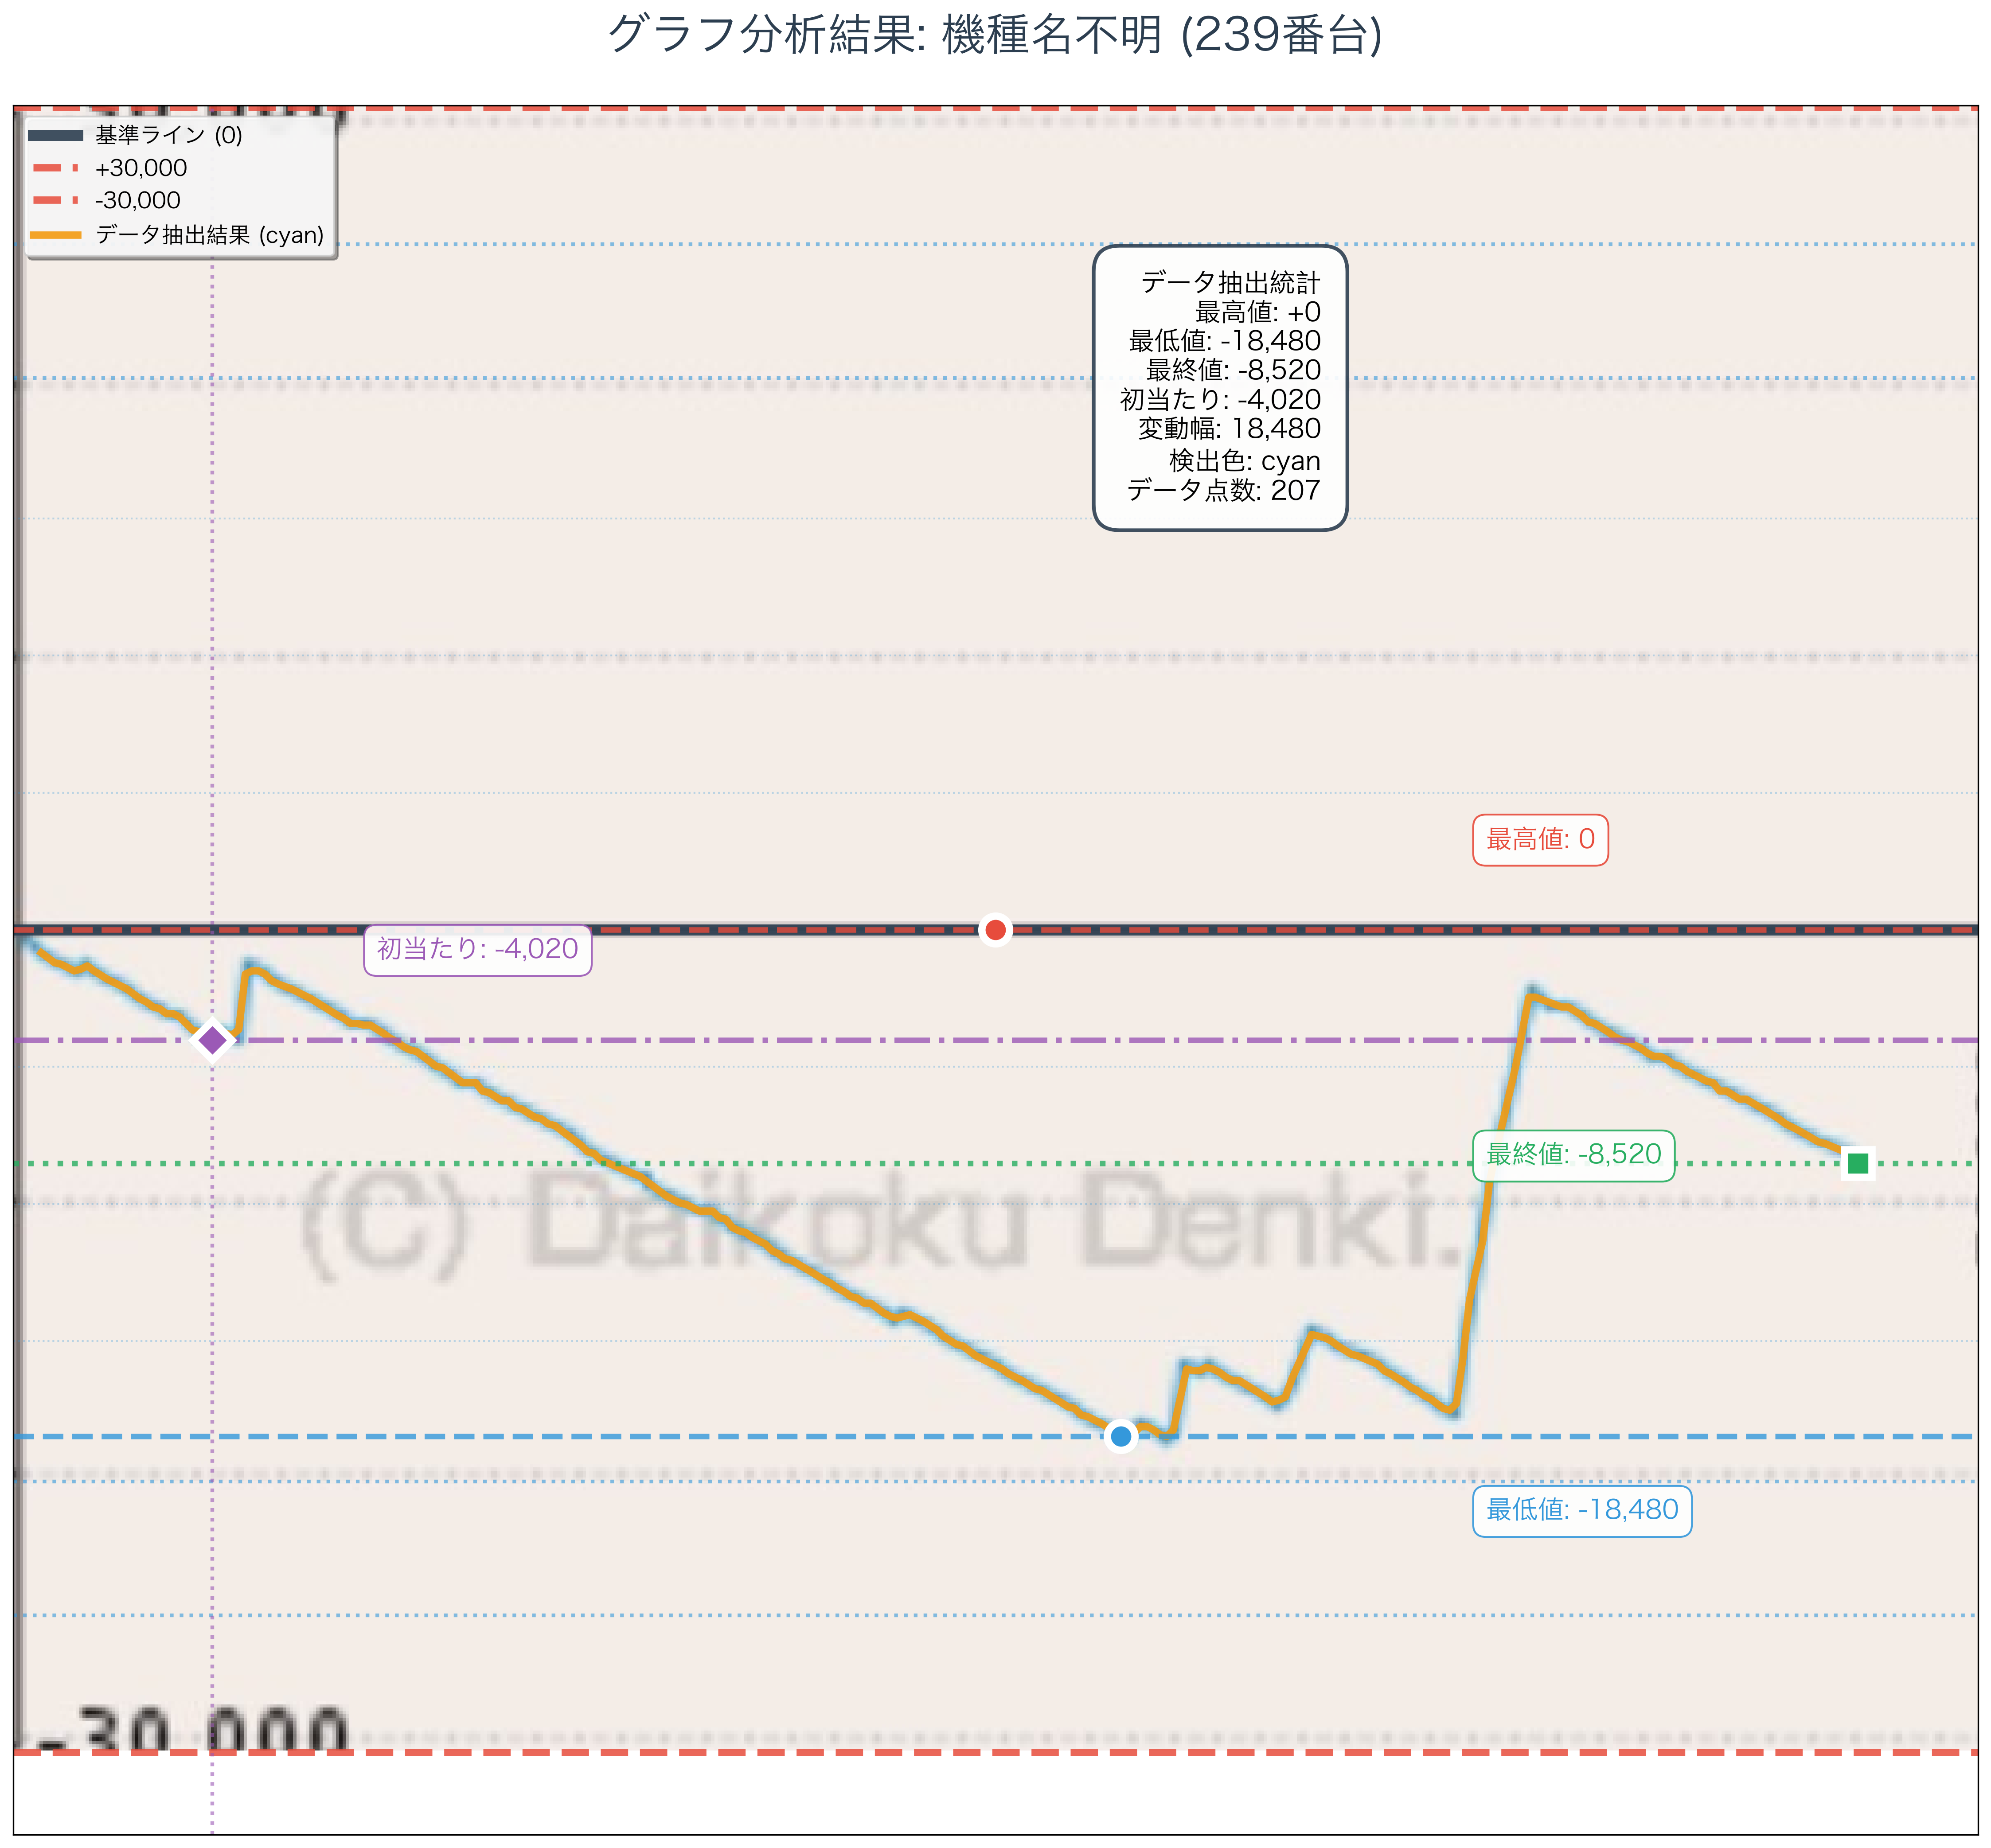 グラフ分析結果: 機種名不明 (239番台)
基準ライン (0)
+30,000
-30,000
データ抽出結果 (cyan)
データ抽出統計
最高値: +0
最低値: -18,480
最終値: -8,520
初当たり: -4,020
変動幅: 18,480
検出色: cyan
データ点数: 207
最高値: 0
初当たり: -4,020
最終値: -8,520
(C) Daikoku Denki.
最低値: -18,480
-30,000